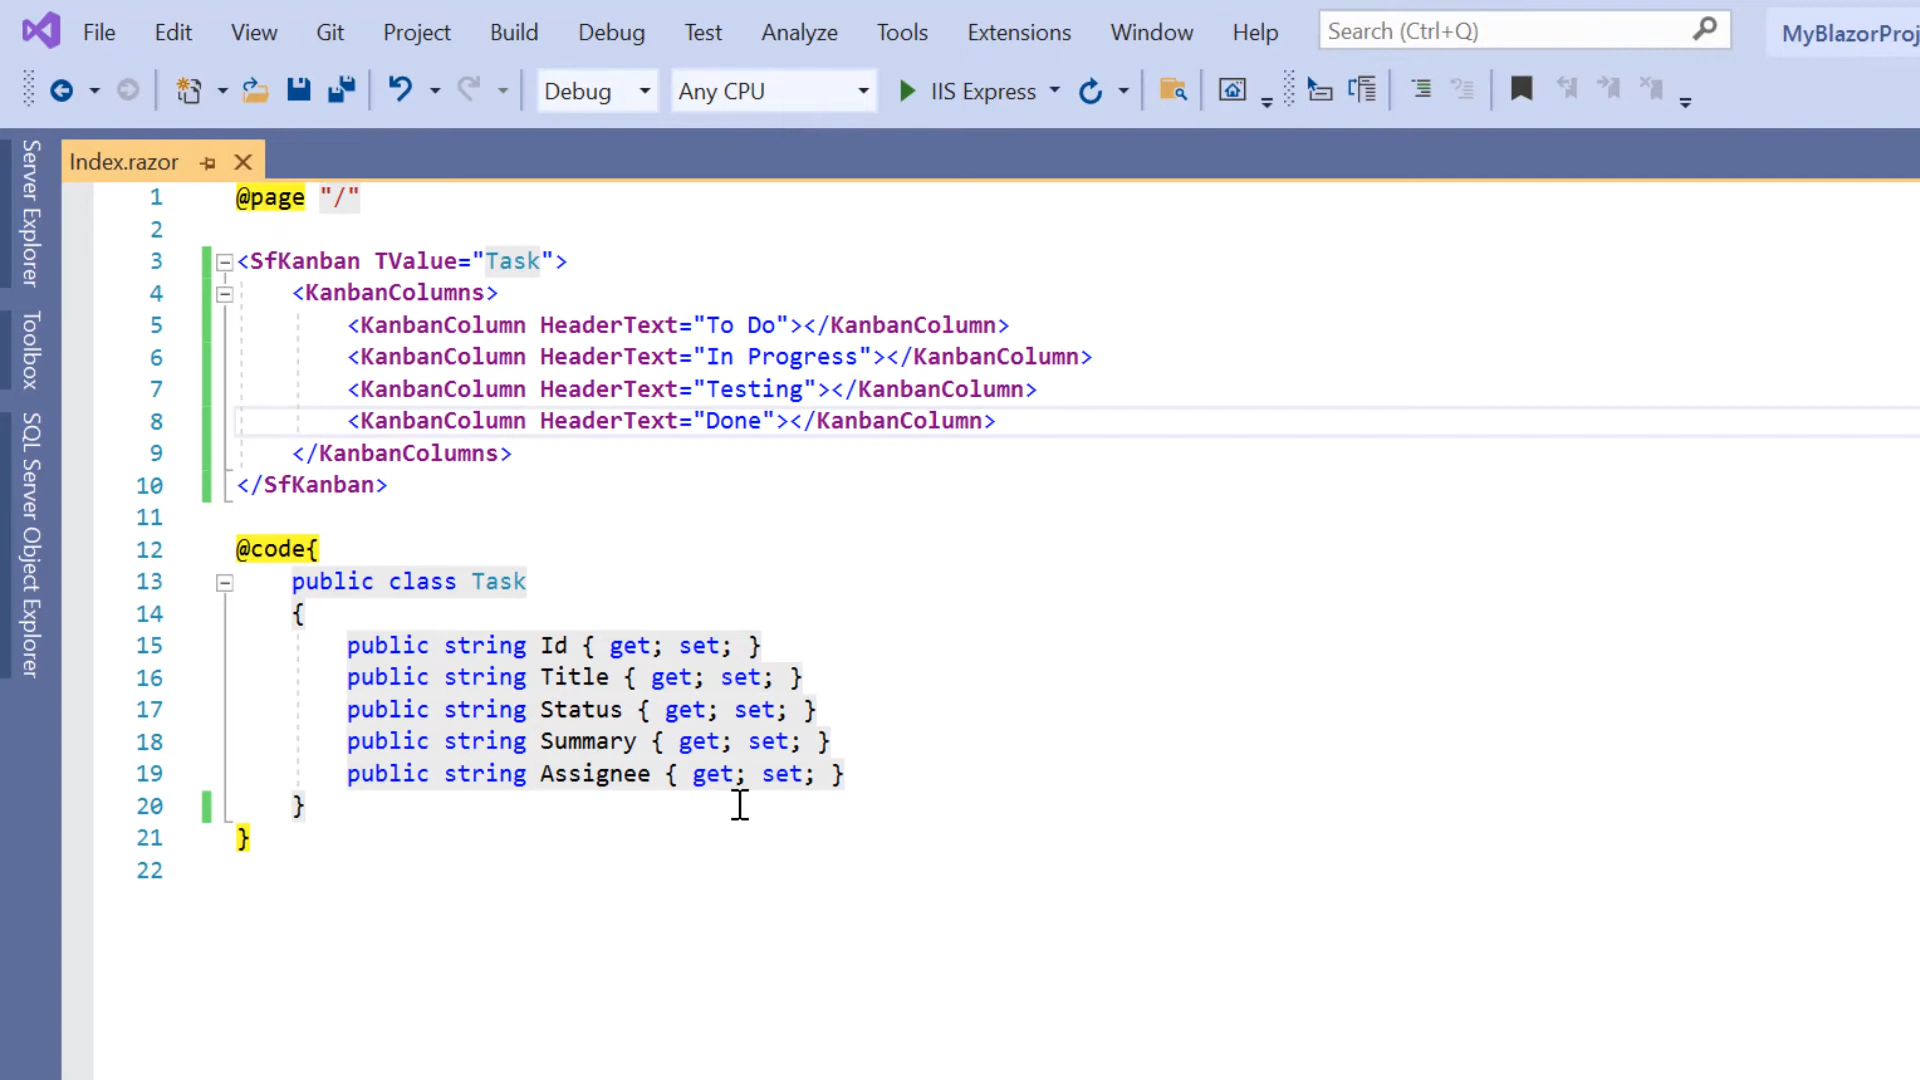 File Edit View Git Project Build Debug Test Analyze Tools Extensions Window Help Search (Ctrl+Q) MyBlazorProj
Debug Any CPU IIS Express
Server Explorer
Toolbox
SQL Server Object Explorer
Index.razor
1 @page "/"
2
3 <SfKanban TValue="Task">
4 <KanbanColumns>
5 <KanbanColumn HeaderText="To Do"></KanbanColumn>
6 <KanbanColumn HeaderText="In Progress"></KanbanColumn>
7 <KanbanColumn HeaderText="Testing"></KanbanColumn>
8 <KanbanColumn HeaderText="Done"></KanbanColumn>
9 </KanbanColumns>
10 </SfKanban>
11
12 @code{
13 public class Task
14 {
15 public string Id { get; set; }
16 public string Title { get; set; }
17 public string Status { get; set; }
18 public string Summary { get; set; }
19 public string Assignee { get; set; }
20 }
21 }
22